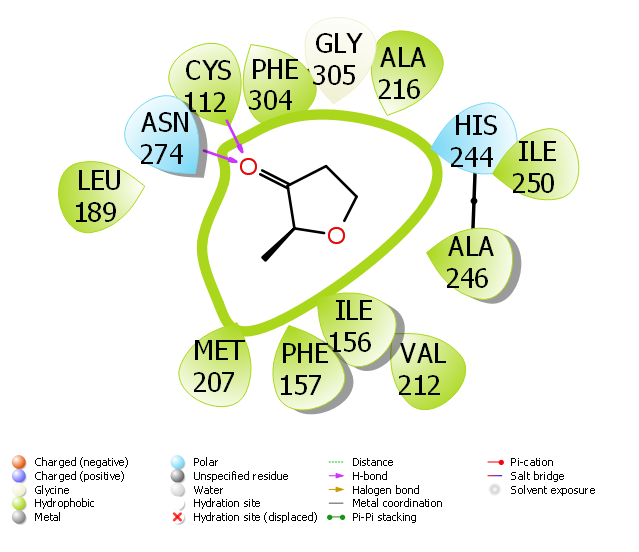 GLY
305
CYS
112
PHE
304
ALA
216
ASN
274
HIS
244
ILE
250
LEU
189
O
O
ALA
246
ILE
156
MET
207
PHE
157
VAL
212
Charged (negative)
Charged (positive)
Glycine
Hydrophobic
Metal
Polar
Unspecified residue
Water
Hydration site
Hydration site (displaced)
Distance
H-bond
Halogen bond
Metal coordination
Pi-Pi stacking
Pi-cation
Salt bridge
Solvent exposure